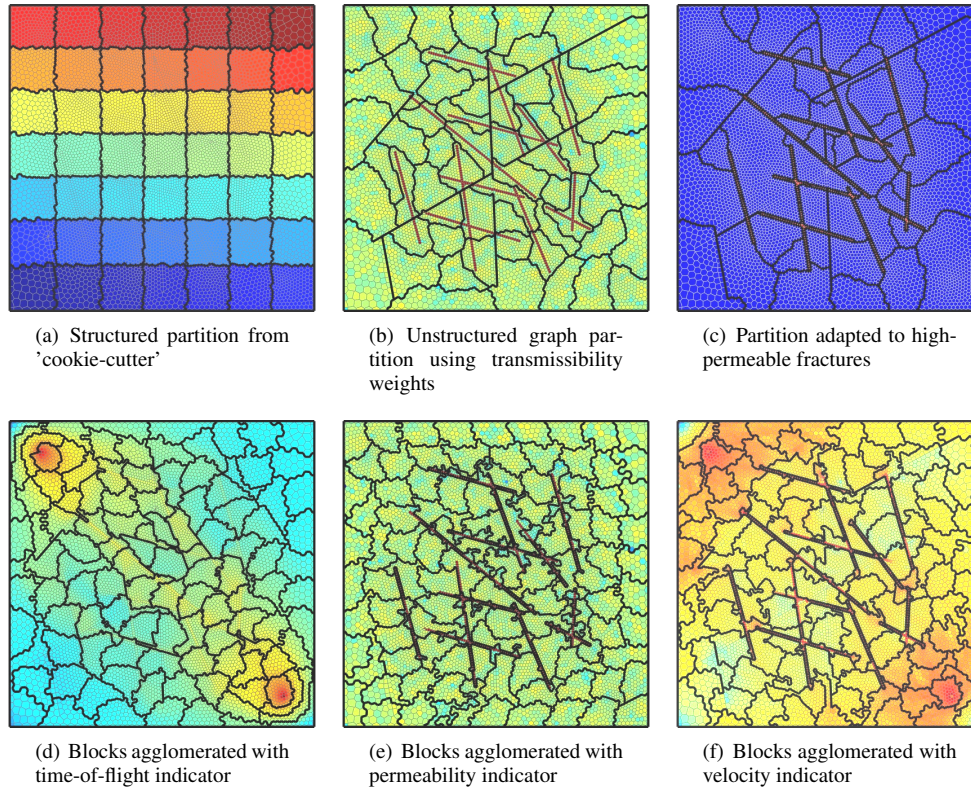 (a) Structured partition from
’cookie-cutter’
(b) Unstructured graph par-
tition using transmissibility
weights
(c) Partition adapted to high-
permeable fractures
(d) Blocks agglomerated with
time-of-flight indicator
(e) Blocks agglomerated with
permeability indicator
(f) Blocks agglomerated with
velocity indicator